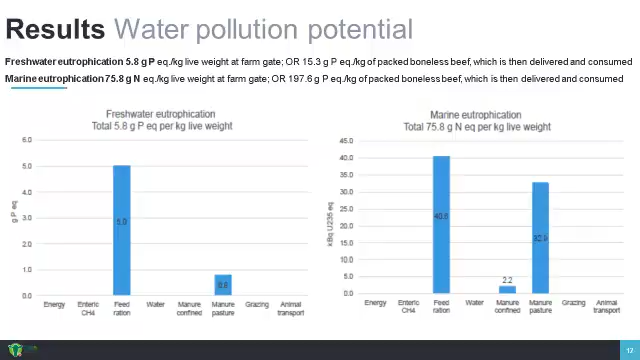 Results Water pollution potential
Freshwater eutrophication 5.8 g P eq./kg live weight at farm gate; OR 15.3 g P eq./kg of packed boneless beef, which is then delivered and consumed
Marine eutrophication 75.8 g N eq./kg live weight at farm gate; OR 197.6 g P eq./kg of packed boneless beef, which is then delivered and consumed
Freshwater eutrophication
Total 5.8 g P eq per kg live weight
g P eq
6.0
5.0
4.0
3.0
2.0
1.0
0.0
5.0
0.8
Energy
Enteric CH4
Feed ration
Water
Manure confined
Manure pasture
Grazing
Animal transport
Marine eutrophication
Total 75.8 g N eq per kg live weight
kBq U235 eq
45.0
40.0
35.0
30.0
25.0
20.0
15.0
10.0
5.0
0.0
40.6
2.2
32.9
Energy
Enteric CH4
Feed ration
Water
Manure confined
Manure pasture
Grazing
Animal transport